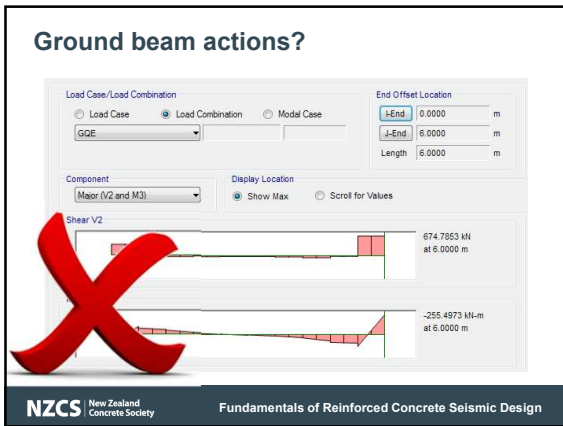 Ground beam actions?
Load Case/Load Combination
Load Case Load Combination Modal Case
GQE
End Offset Location
I-End 0.0000 m
J-End 6.0000 m
Length 6.0000 m
Component
Major (V2 and M3)
Display Location
Show Max Scroll for Values
Shear V2
674.7853 kN
at 6.0000 m
-255.4973 kN-m
at 6.0000 m
NZCS New Zealand
Concrete Society
Fundamentals of Reinforced Concrete Seismic Design